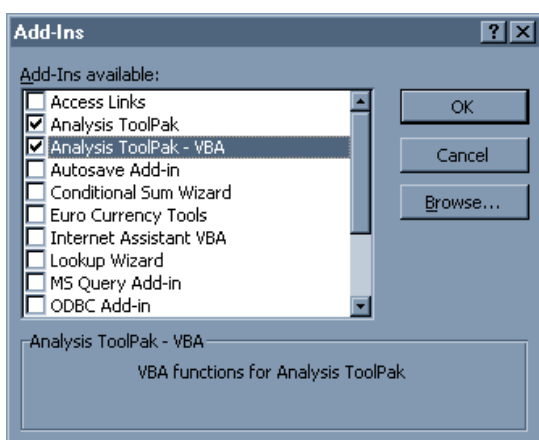 Add-Ins
Add-Ins available:
Access Links
Analysis ToolPak
Analysis ToolPak - VBA
Autosave Add-in
Conditional Sum Wizard
Euro Currency Tools
Internet Assistant VBA
Lookup Wizard
MS Query Add-in
ODBC Add-in
OK
Cancel
Browse...
Analysis ToolPak - VBA
VBA functions for Analysis ToolPak